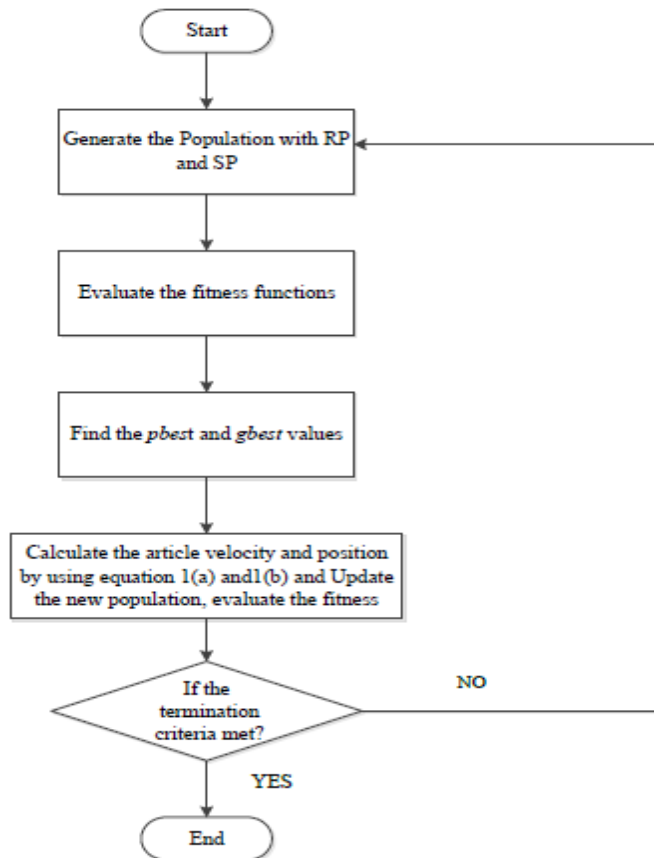 Start
Generate the Population with RP
and SP
Evaluate the fitness functions
Find the pbest and gbest values
Calculate the article velocity and position
by using equation 1(a) and1(b) and Update
the new population, evaluate the fitness
If the
termination
criteria met?
NO
YES
End